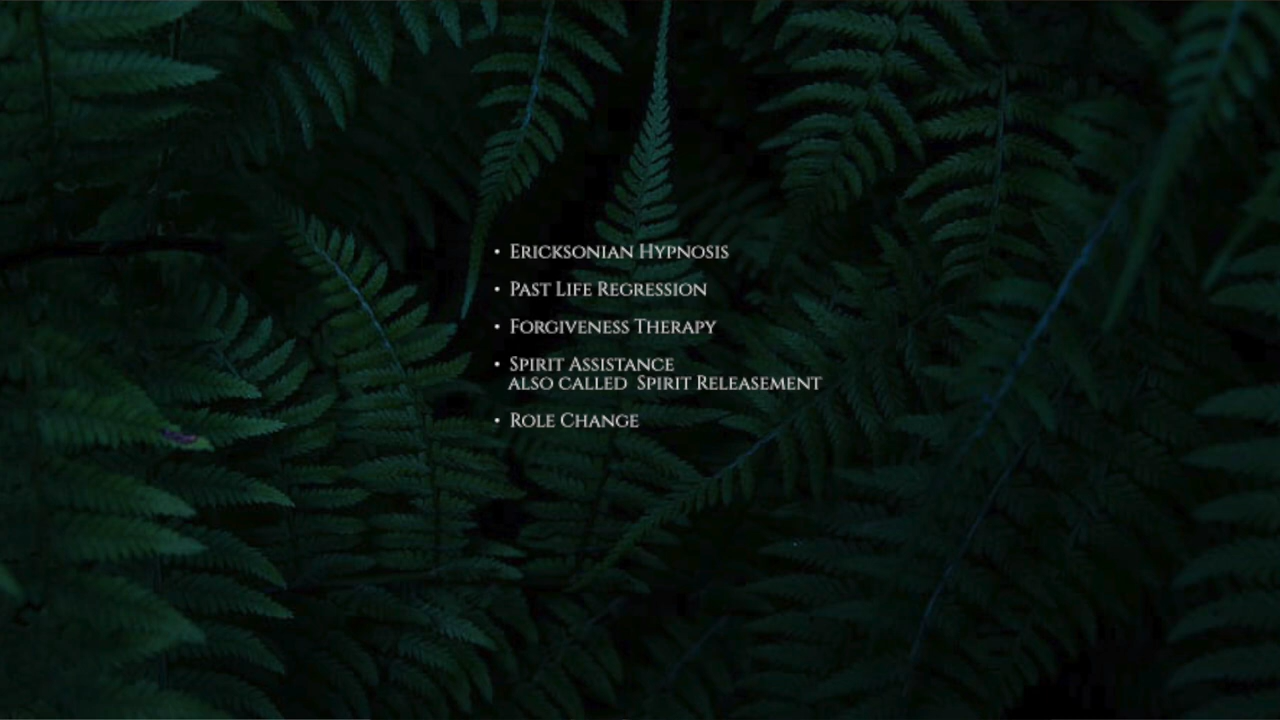 • Ericksonian Hypnosis
• Past Life Regression
• Forgiveness Therapy
• Spirit Assistance
also called Spirit Releasement
• Role Change